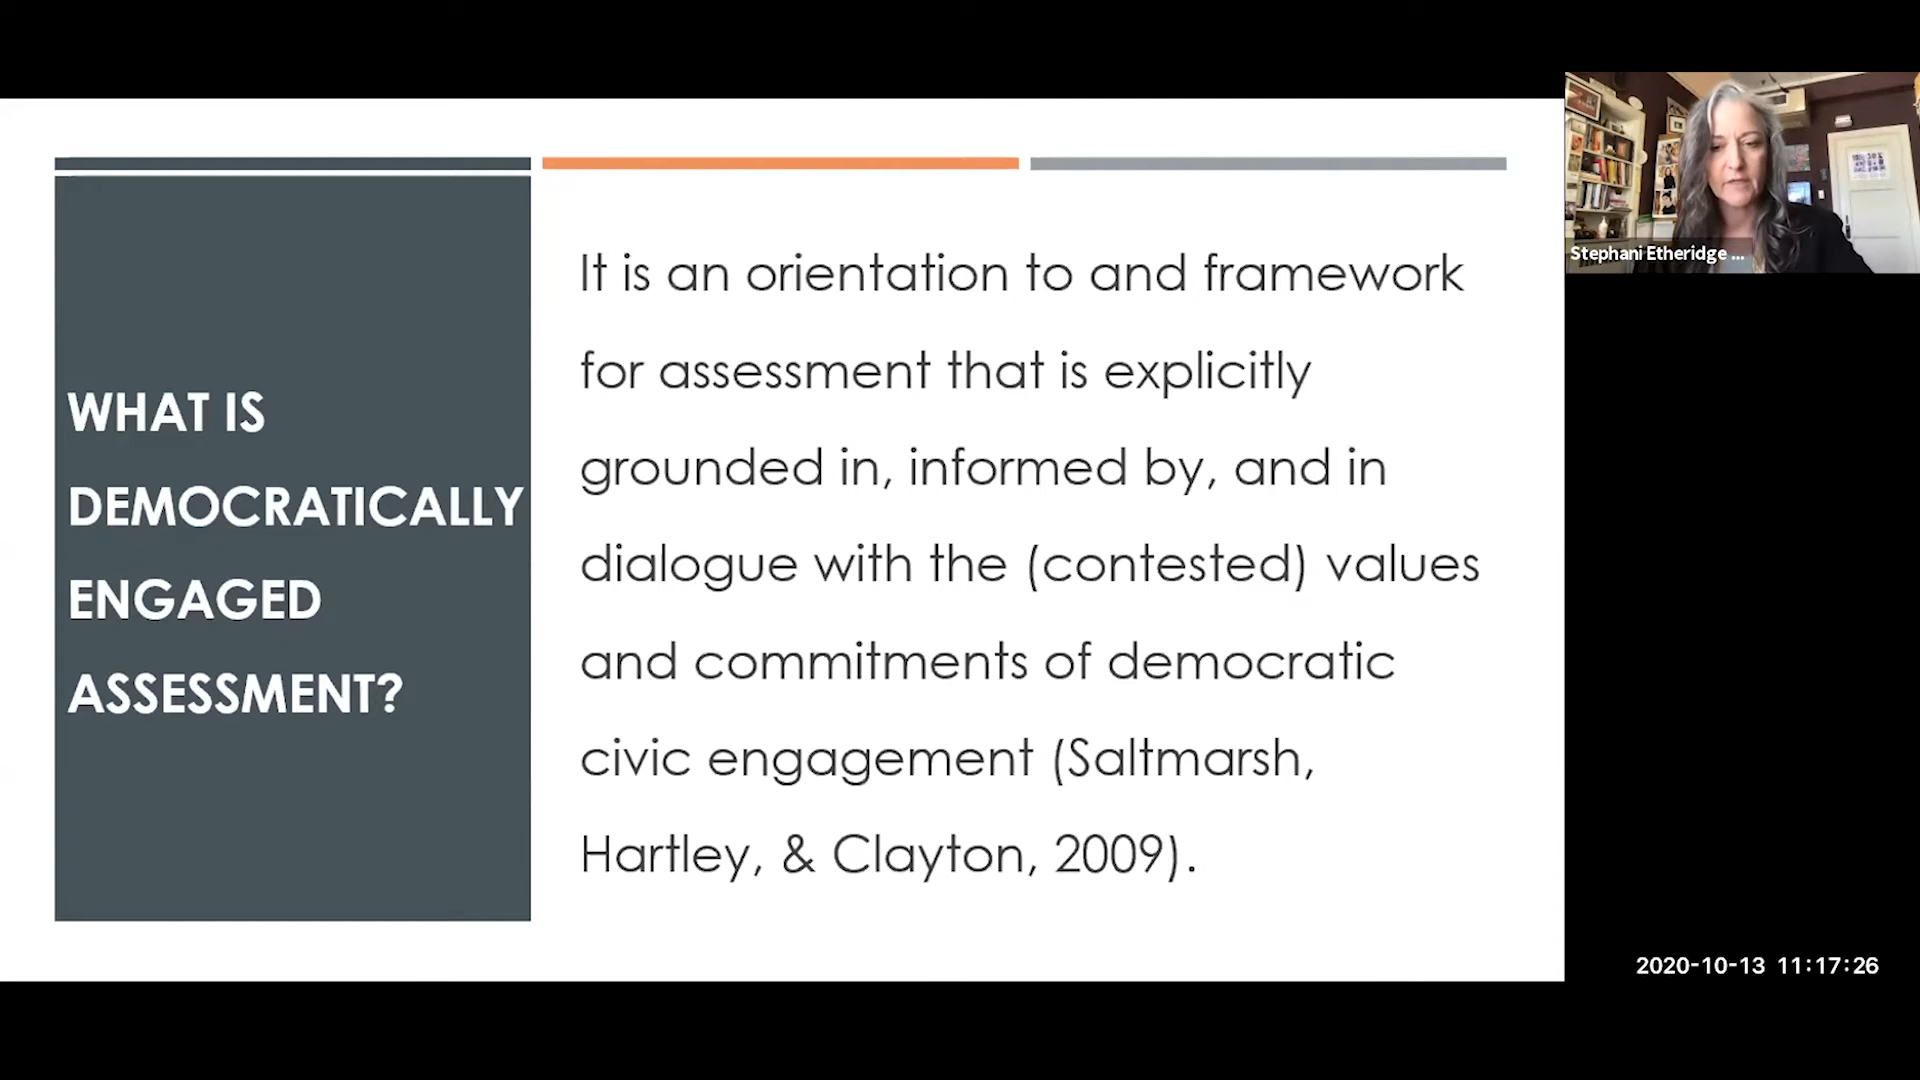 WHAT IS
DEMOCRATICALLY
ENGAGED
ASSESSMENT?
It is an orientation to and framework
for assessment that is explicitly
grounded in, informed by, and in
dialogue with the (contested) values
and commitments of democratic
civic engagement (Saltmarsh,
Hartley, & Clayton, 2009).
Stephani Etheridge ...
2020-10-13 11:17:26